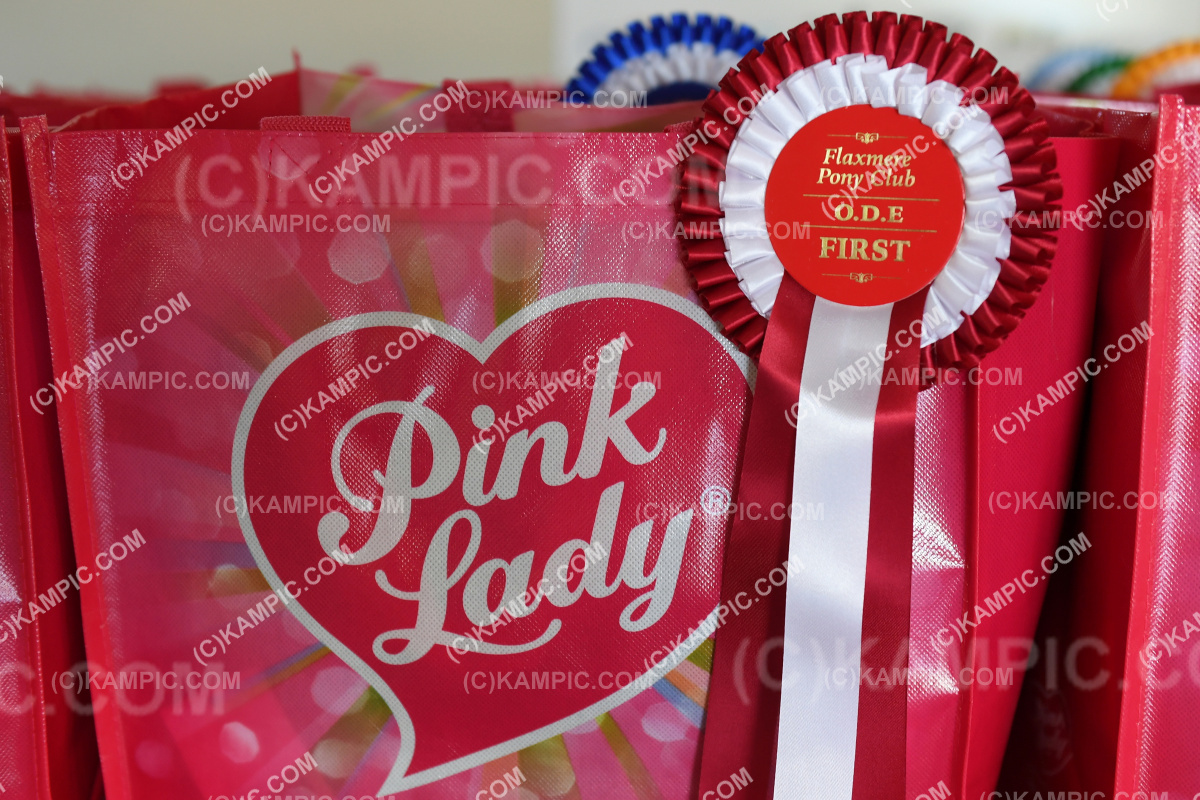 Flaxmere
Pony Club
O.D.E
FIRST
Pink
Lady®
(C)KAMPIC.COM